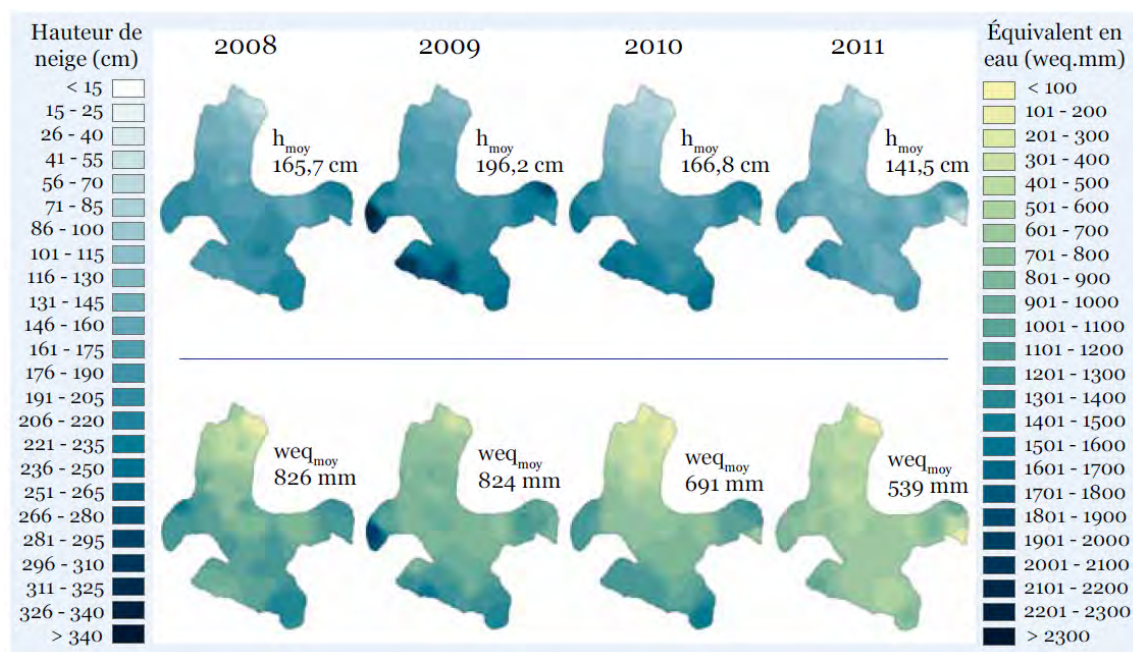 Hauteur de
neige (cm)
< 15
15 - 25
26 - 40
41 - 55
56 - 70
71 - 85
86 - 100
101 - 115
116 - 130
131 - 145
146 - 160
161 - 175
176 - 190
191 - 205
206 - 220
221 - 235
236 - 250
251 - 265
266 - 280
281 - 295
296 - 310
311 - 325
326 - 340
> 340
2008
2009
2010
2011
hmoy
165,7 cm
hmoy
196,2 cm
hmoy
166,8 cm
hmoy
141,5 cm
weqmoy
826 mm
weqmoy
824 mm
weqmoy
691 mm
weqmoy
539 mm
Équivalent en
eau (weq.mm)
< 100
101 - 200
201 - 300
301 - 400
401 - 500
501 - 600
601 - 700
701 - 800
801 - 900
901 - 1000
1001 - 1100
1101 - 1200
1201 - 1300
1301 - 1400
1401 - 1500
1501 - 1600
1601 - 1700
1701 - 1800
1801 - 1900
1901 - 2000
2001 - 2100
2101 - 2200
2201 - 2300
> 2300